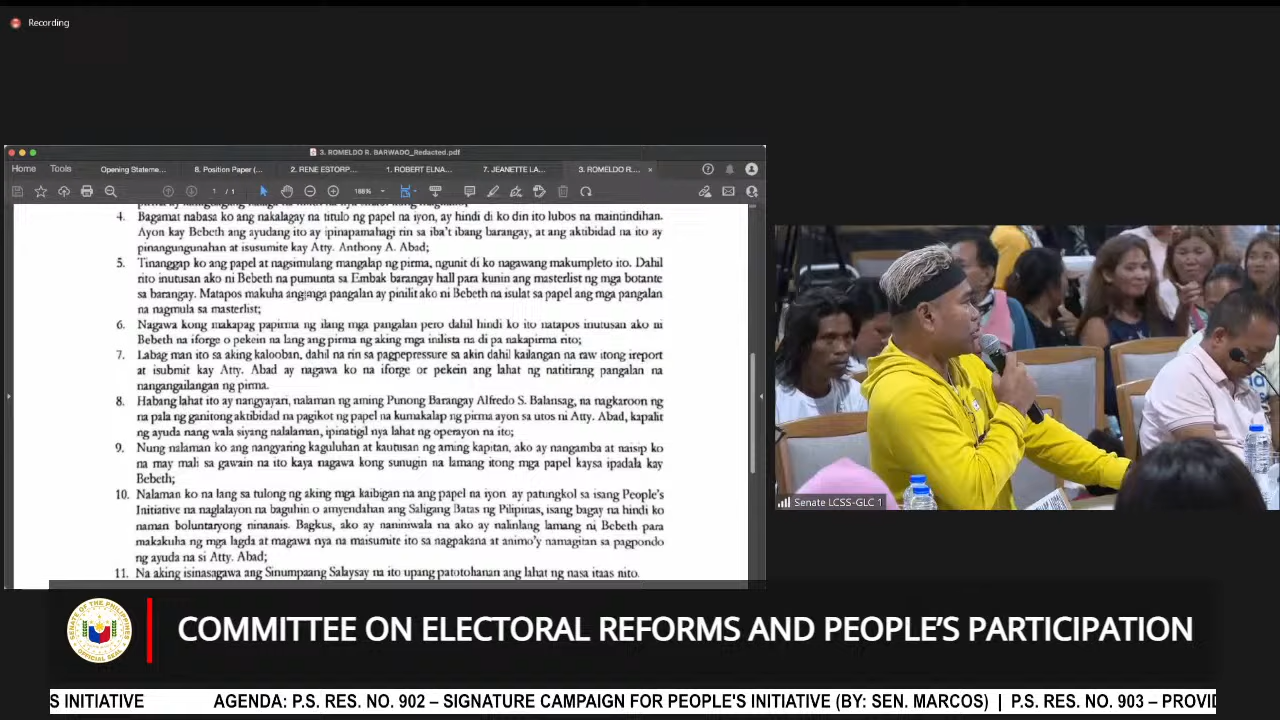 Recording
3. ROMELDO R. BARWADO_Redacted.pdf
Home Tools Opening Stateme... 8. Position Paper (... 2. RENE ESTORP... 1. ROBERT ELNA... 7. JEANETTE LA... 3. ROMELDO R.... ×
1 / 1 188%
4. Bagamat nabasa ko ang nakalagay na titulo ng papel na iyon, ay hindi di ko din ito lubos na maintindihan.
Ayon kay Bebeth ang ayudang ito ay ipinapamahagi rin sa iba't ibang barangay, at ang aktibidad na ito ay
pinangungunahan at isusumite kay Atty. Anthony A. Abad;
5. Tinanggap ko ang papel at nagsimulang mangalap ng pirma, ngunit di ko nagawang makumpleto ito. Dahil
rito inutusan ako ni Bebeth na pumunta sa Embak barangay hall para kunin ang masterlist ng mga botante
sa barangay. Matapos makuha ang mga pangalan ay pinilit ako ni Bebeth na isulat sa papel ang mga pangalan
na nagmula sa masterlist;
6. Nagawa kong makapag papirma ng ilang mga pangalan pero dahil hindi ko ito natapos inutusan ako ni
Bebeth na iforge o pekein na lang ang pirma ng aking mga inilista na di pa nakapirma rito;
7. Labag man ito sa aking kalooban, dahil na rin sa pagpepressure sa akin dahil kailangan na raw itong ireport
at isubmit kay Atty. Abad ay nagawa ko na iforge or pekein ang lahat ng natitirang pangalan na
nangangailangan ng pirma.
8. Habang lahat ito ay nangyayari, nalaman ng aming Punong Barangay Alfredo S. Balansag, na nagkaroon ng
na pala ng ganitong aktibidad na pagikot ng papel na kumakalap ng pirma ayon sa utos ni Atty. Abad, kapalit
ng ayuda nang wala siyang nalalaman, ipinatigil nya lahat ng operayon na ito;
9. Nung nalaman ko ang nangyaring kaguluhan at kautusan ng aming kapitan, ako ay nangamba at naisip ko
na may mali sa gawain na ito kaya nagawa kong sunugin na lamang itong mga papel kaysa ipadala kay
Bebeth;
10. Nalaman ko na lang sa tulong ng aking mga kaibigan na ang papel na iyon ay patungkol sa isang People's
Initiative na naglalayon na baguhin o amyendahan ang Saligang Batas ng Pilipinas, isang bagay na hindi ko
naman boluntaryong ninanais. Bagkus, ako ay naniniwala na ako ay nalinlang lamang ni Bebeth para
makakuha ng mga lagda at magawa nya na maisumite ito sa nagpakana at animo'y namagitan sa pagpondo
ng ayuda na si Atty. Abad;
11. Na aking isinasagawa ang Sinumpaang Salaysay na ito upang patotohanan ang lahat ng nasa itaas nito.
Senate LCSS-GLC 1
SENATE OF THE PHILIPPINES
OFFICIAL SEAL
COMMITTEE ON ELECTORAL REFORMS AND PEOPLE'S PARTICIPATION
S INITIATIVE AGENDA: P.S. RES. NO. 902 – SIGNATURE CAMPAIGN FOR PEOPLE'S INITIATIVE (BY: SEN. MARCOS) | P.S. RES. NO. 903 – PROVID